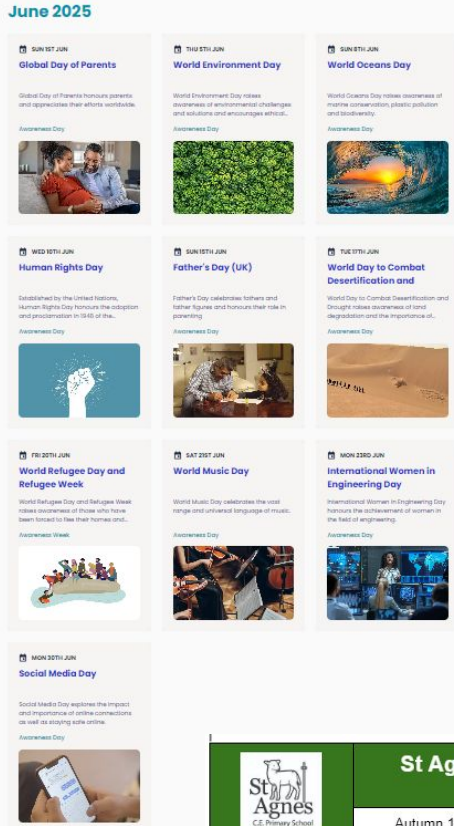 June 2025
SUN 1ST JUN
Global Day of Parents
Global Day of Parents honours parents
and appreciates their efforts worldwide.
Awareness Day
THU 5TH JUN
World Environment Day
World Environment Day raises
awareness of environmental challenges
and solutions and encourages ethical...
Awareness Day
SUN 8TH JUN
World Oceans Day
World Oceans Day raises awareness of
marine conservation, plastic pollution
and biodiversity.
Awareness Day
WED 10TH JUN
Human Rights Day
Established by the United Nations,
Human Rights Day honours the adoption
and proclamation in 1948 of the...
Awareness Day
SUN 15TH JUN
Father's Day (UK)
Father's Day celebrates fathers and
father figures and honours their role in
parenting
Awareness Day
TUE 17TH JUN
World Day to Combat
Desertification and
World Day to Combat Desertification and
Drought raises awareness of land
degradation and the importance of...
Awareness Day
FRI 20TH JUN
World Refugee Day and
Refugee Week
World Refugee Day and Refugee Week
raises awareness of those who have
been forced to flee their homes and...
Awareness Week
SAT 21ST JUN
World Music Day
World Music Day celebrates the vast
range and universal language of music.
Awareness Day
MON 23RD JUN
International Women in
Engineering Day
International Women in Engineering Day
honours the achievement of women in
the field of engineering.
Awareness Day
MON 30TH JUN
Social Media Day
Social Media Day explores the impact
and importance of online connections
as well as staying safe online.
Awareness Day
St
Agnes
C.E. Primary School
St Ag
Autumn 1